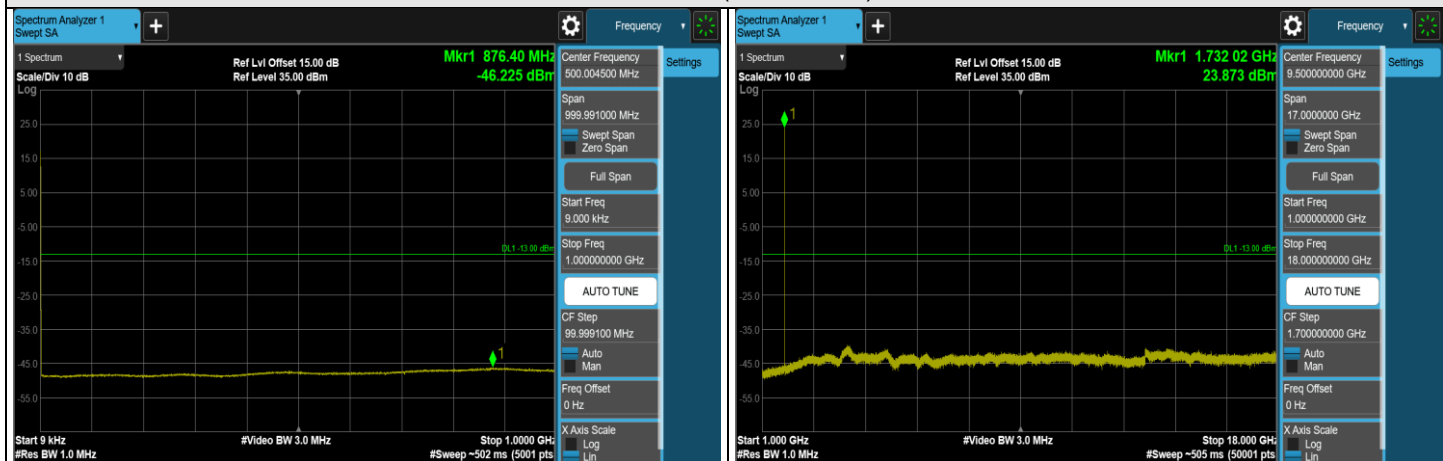 Spectrum Analyzer 1
Swept SA
+
Frequency
1 Spectrum
Scale/Div 10 dB
Log
Ref Lvl Offset 15.00 dB
Ref Level 35.00 dBm
Mkr1 876.40 MHz
-46.225 dBm
25.0
15.0
5.00
-5.00
-15.0
-25.0
-35.0
-45.0
-55.0
DL1 -13.00 dBm
1
Start 9 kHz
#Res BW 1.0 MHz
#Video BW 3.0 MHz
Stop 1.0000 GHz
#Sweep ~502 ms (5001 pts
Center Frequency
500.004500 MHz
Settings
Span
999.991000 MHz
Swept Span
Zero Span
Full Span
Start Freq
9.000 kHz
Stop Freq
1.000000000 GHz
AUTO TUNE
CF Step
99.999100 MHz
Auto
Man
Freq Offset
0 Hz
X Axis Scale
Log
Lin
Spectrum Analyzer 1
Swept SA
+
Frequency
1 Spectrum
Scale/Div 10 dB
Log
Ref Lvl Offset 15.00 dB
Ref Level 35.00 dBm
Mkr1 1.732 02 GHz
23.873 dBm
25.0
15.0
5.00
-5.00
-15.0
-25.0
-35.0
-45.0
-55.0
DL1 -13.00 dBm
1
Start 1.000 GHz
#Res BW 1.0 MHz
#Video BW 3.0 MHz
Stop 18.000 GHz
#Sweep ~505 ms (50001 pts
Center Frequency
9.500000000 GHz
Settings
Span
17.0000000 GHz
Swept Span
Zero Span
Full Span
Start Freq
1.000000000 GHz
Stop Freq
18.000000000 GHz
AUTO TUNE
CF Step
1.700000000 GHz
Auto
Man
Freq Offset
0 Hz
X Axis Scale
Log
Lin